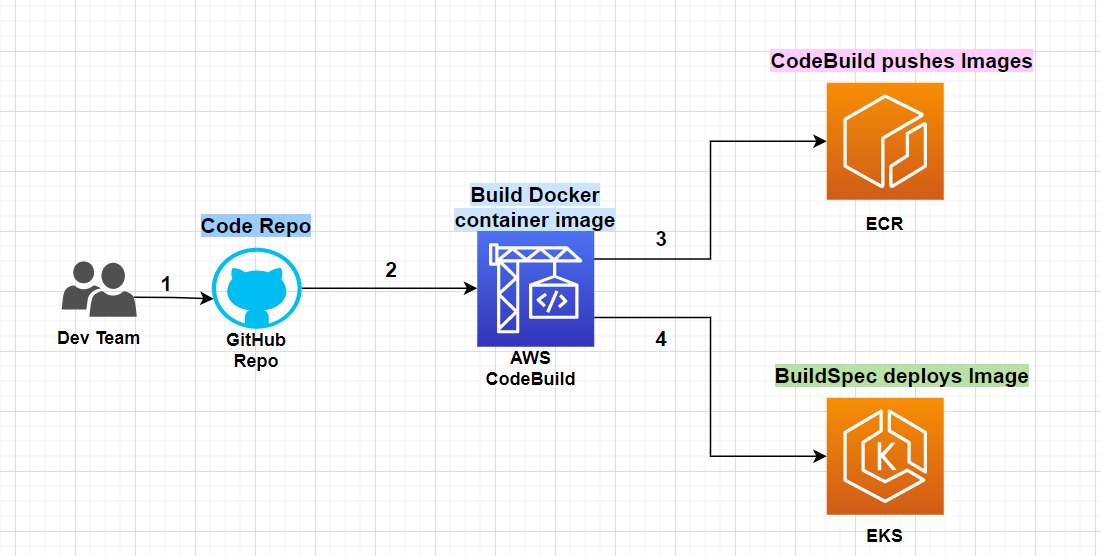 CodeBuild pushes Images
ECR
Build Docker
container image
3
Code Repo
1
2
4
Dev Team
GitHub
Repo
AWS
CodeBuild
BuildSpec deploys Image
K
EKS